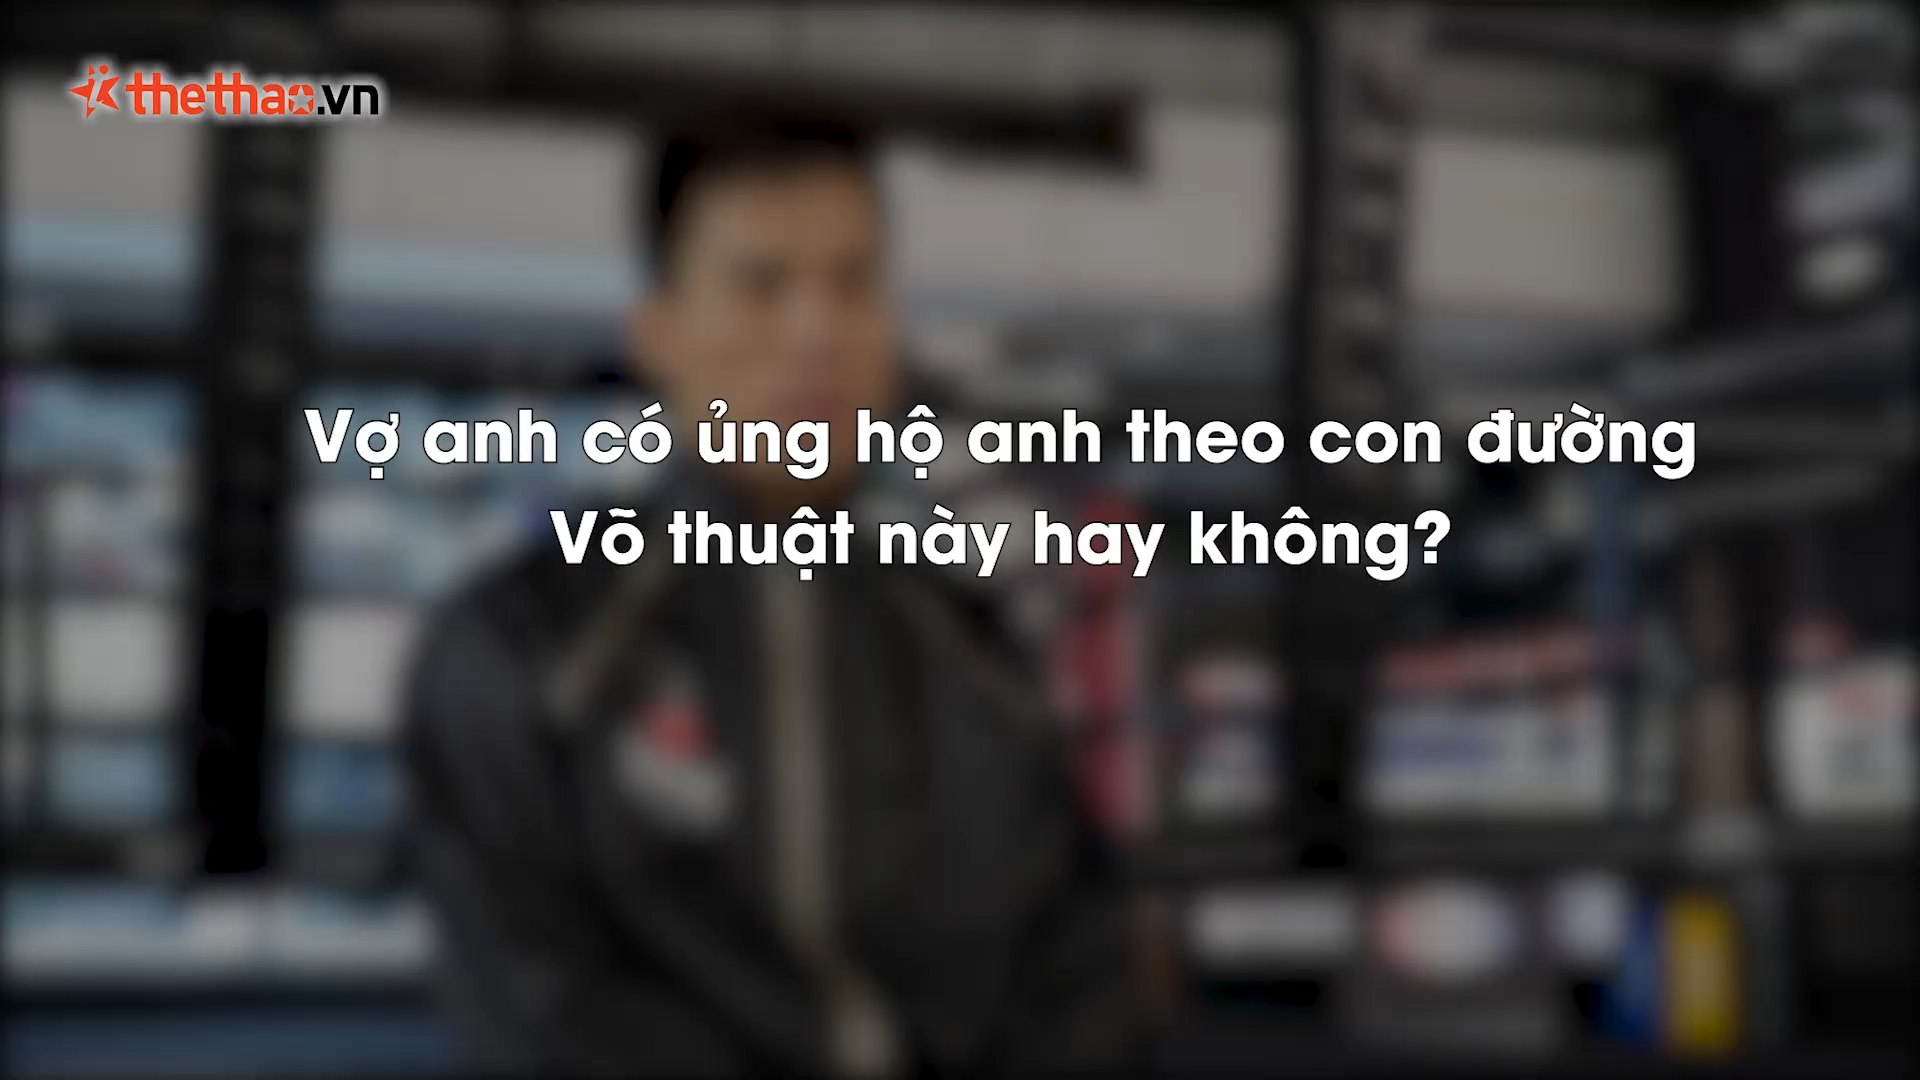 thethao.vn
Vợ anh có ủng hộ anh theo con đường
Võ thuật này hay không?